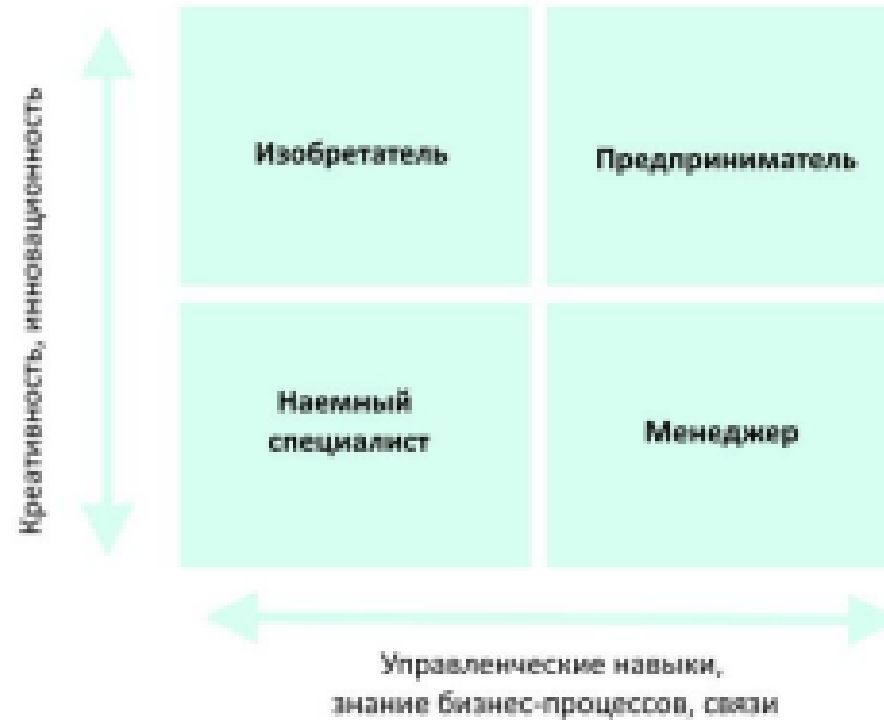 Креативность, инновационность
Изобретатель
Предприниматель
Наемный
специалист
Менеджер
Управленческие навыки,
знание бизнес-процессов, связи